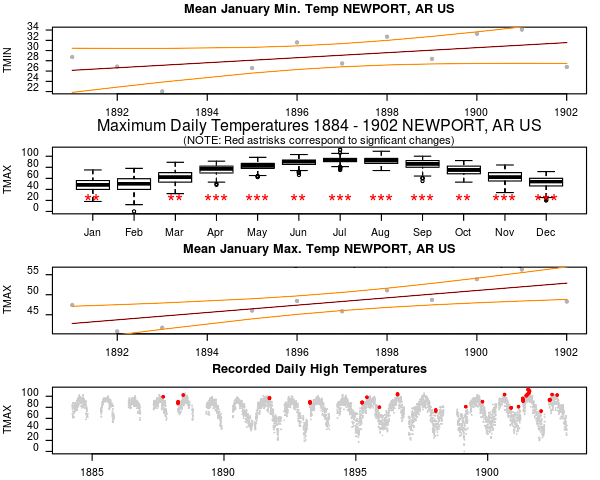 Mean January Min. Temp NEWPORT, AR US
TMIN
34
32
30
28
26
24
22
1892 1894 1896 1898 1900 1902
Maximum Daily Temperatures 1884 - 1902 NEWPORT, AR US
(NOTE: Red astrisks correspond to signficant changes)
TMAX
100
80
60
40
20
0
** ** *** *** ** *** *** *** ** *** ***
Jan Feb Mar Apr May Jun Jul Aug Sep Oct Nov Dec
Mean January Max. Temp NEWPORT, AR US
TMAX
55
50
45
1892 1894 1896 1898 1900 1902
Recorded Daily High Temperatures
TMAX
100
80
60
40
20
0
1885 1890 1895 1900